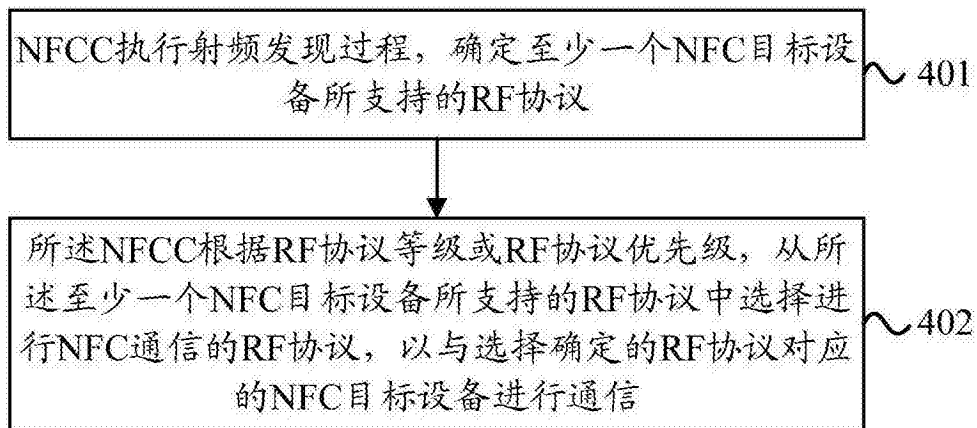 NFCC执行射频发现过程，确定至少一个NFC目标设
备所支持的RF协议
401
所述NFCC根据RF协议等级或RF协议优先级，从所
述至少一个NFC目标设备所支持的RF协议中选择进
行NFC通信的RF协议，以与选择确定的RF协议对应
的NFC目标设备进行通信
402